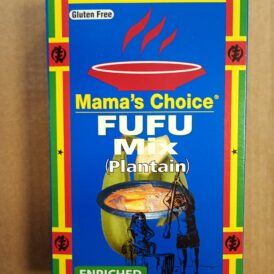 Gluten Free
Mama's Choice®
FUFU
Mix
(Plantain)
ENRICHED